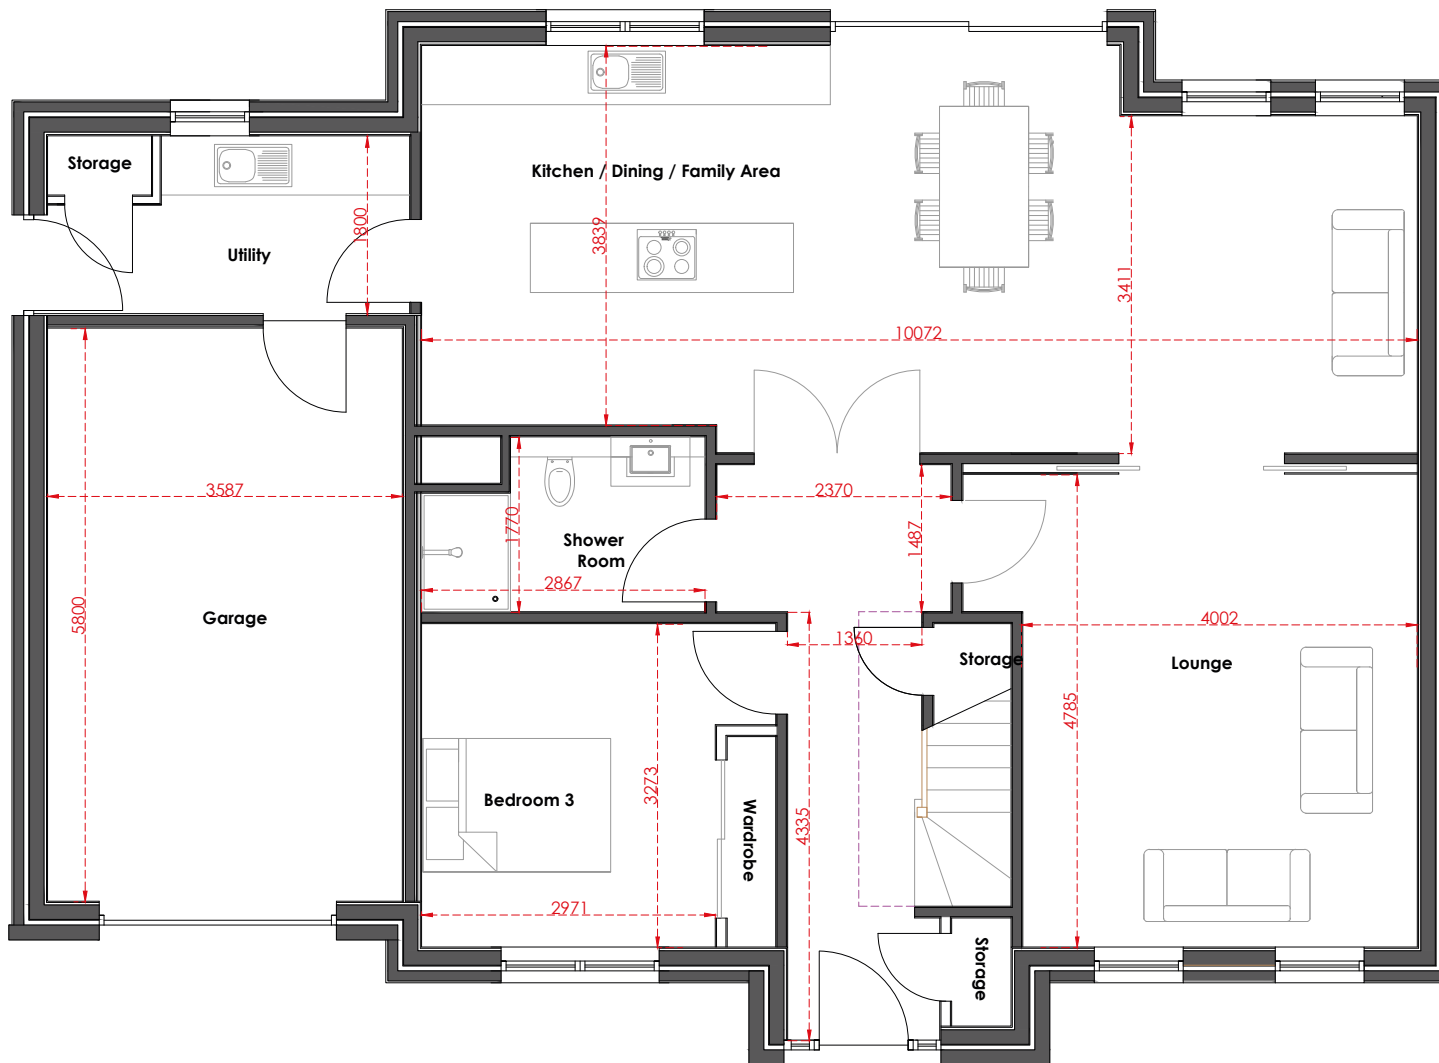 Storage
Kitchen / Dining / Family Area
1800
3839
Utility
3411
10072
3587
2370
1770
1487
Shower
Room
2867
5800
Garage
4002
1360
Storage
Lounge
4785
3273
Bedroom 3
4335
Wardrobe
2971
Storage